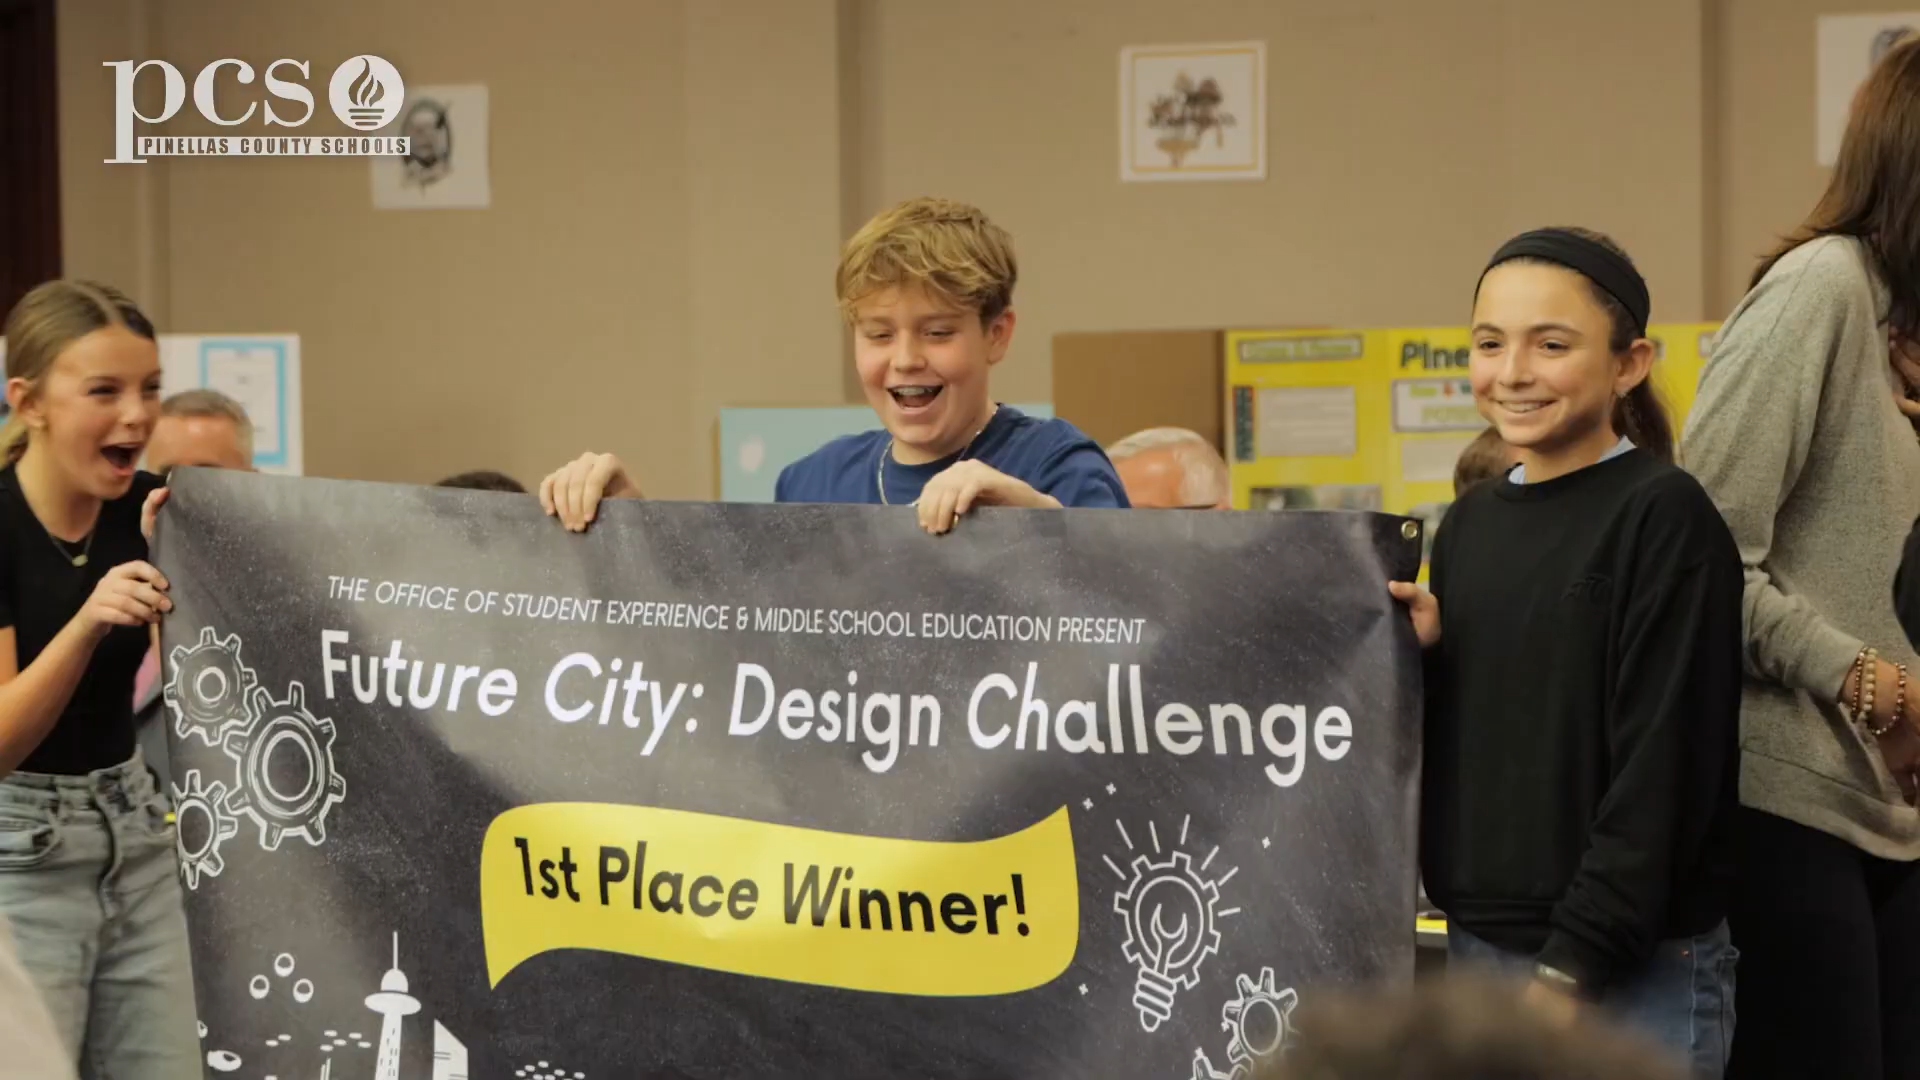 pcs
PINELLAS COUNTY SCHOOLS
THE OFFICE OF STUDENT EXPERIENCE & MIDDLE SCHOOL EDUCATION PRESENT
Future City: Design Challenge
1st Place Winner!